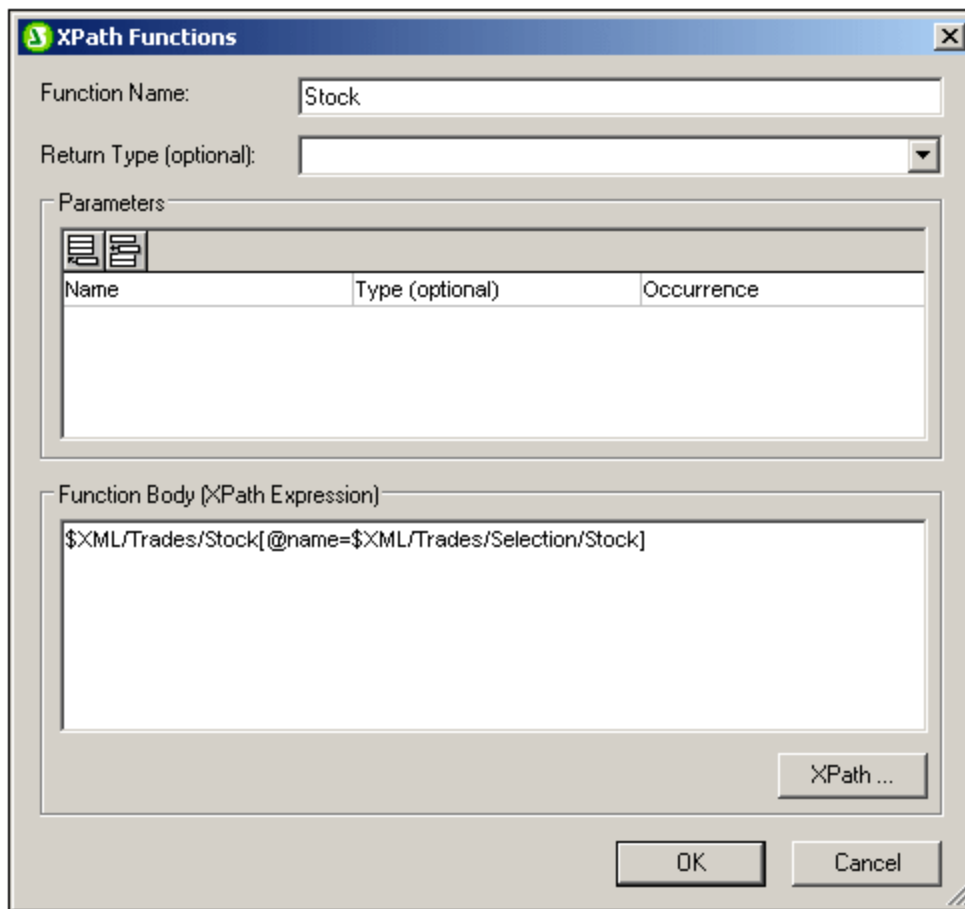 XPath Functions
Function Name:
Stock
Return Type (optional):
Parameters
Name Type (optional) Occurrence
Function Body (XPath Expression)
$XML/Trades/Stock[@name=$XML/Trades/Selection/Stock]
XPath ...
OK Cancel